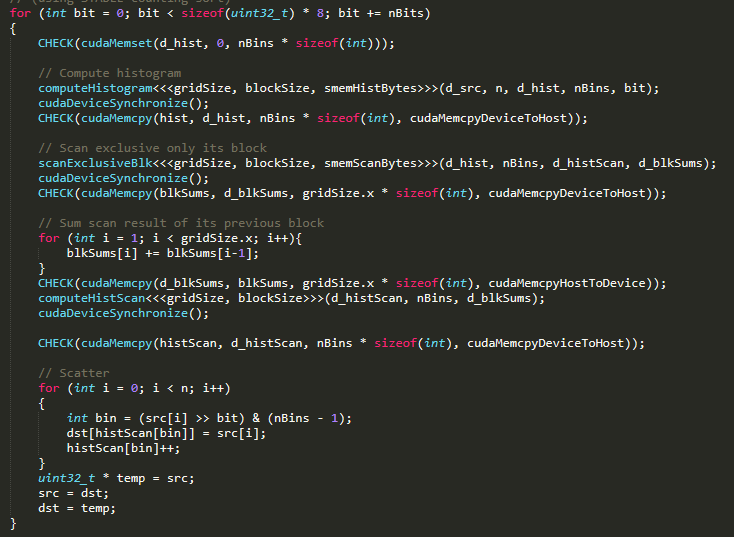 // (using STABLE counting sort)
for (int bit = 0; bit < sizeof(uint32_t) * 8; bit += nBits)
{
    CHECK(cudaMemset(d_hist, 0, nBins * sizeof(int)));

    // Compute histogram
    computeHistogram<<<gridSize, blockSize, smemHistBytes>>>(d_src, n, d_hist, nBins, bit);
    cudaDeviceSynchronize();
    CHECK(cudaMemcpy(hist, d_hist, nBins * sizeof(int), cudaMemcpyDeviceToHost));

    // Scan exclusive only its block
    scanExclusiveBlk<<<gridSize, blockSize, smemScanBytes>>>(d_hist, nBins, d_histScan, d_blkSums);
    cudaDeviceSynchronize();
    CHECK(cudaMemcpy(blkSums, d_blkSums, gridSize.x * sizeof(int), cudaMemcpyDeviceToHost));

    // Sum scan result of its previous block
    for (int i = 1; i < gridSize.x; i++){
        blkSums[i] += blkSums[i-1];
    }
    CHECK(cudaMemcpy(d_blkSums, blkSums, gridSize.x * sizeof(int), cudaMemcpyHostToDevice));
    computeHistScan<<<gridSize, blockSize>>>(d_histScan, nBins, d_blkSums);
    cudaDeviceSynchronize();

    CHECK(cudaMemcpy(histScan, d_histScan, nBins * sizeof(int), cudaMemcpyDeviceToHost));

    // Scatter
    for (int i = 0; i < n; i++)
    {
        int bin = (src[i] >> bit) & (nBins - 1);
        dst[histScan[bin]] = src[i];
        histScan[bin]++;
    }
    uint32_t * temp = src;
    src = dst;
    dst = temp;
}